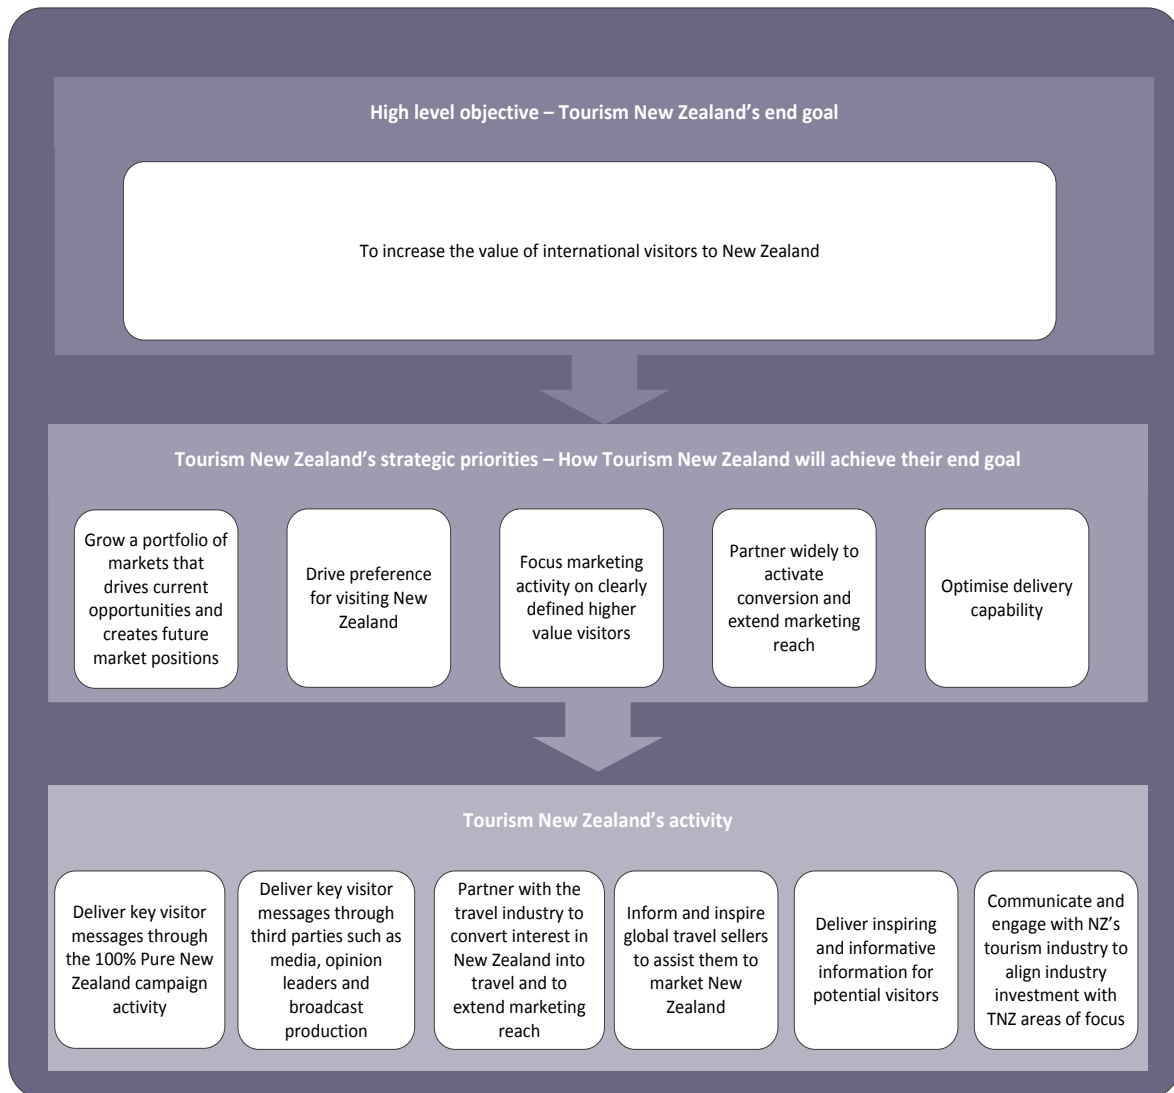 High level objective – Tourism New Zealand’s end goal
To increase the value of international visitors to New Zealand
Tourism New Zealand’s strategic priorities – How Tourism New Zealand will achieve their end goal
Grow a portfolio of
markets that
drives current
opportunities and
creates future
market positions
Drive preference
for visiting New
Zealand
Focus marketing
activity on clearly
defined higher
value visitors
Partner widely to
activate
conversion and
extend marketing
reach
Optimise delivery
capability
Tourism New Zealand’s activity
Deliver key visitor
messages through
the 100% Pure New
Zealand campaign
activity
Deliver key visitor
messages through
third parties such as
media, opinion
leaders and
broadcast
production
Partner with the
travel industry to
convert interest in
New Zealand into
travel and to
extend marketing
reach
Inform and inspire
global travel sellers
to assist them to
market New
Zealand
Deliver inspiring
and informative
information for
potential visitors
Communicate and
engage with NZ’s
tourism industry to
align industry
investment with
TNZ areas of focus